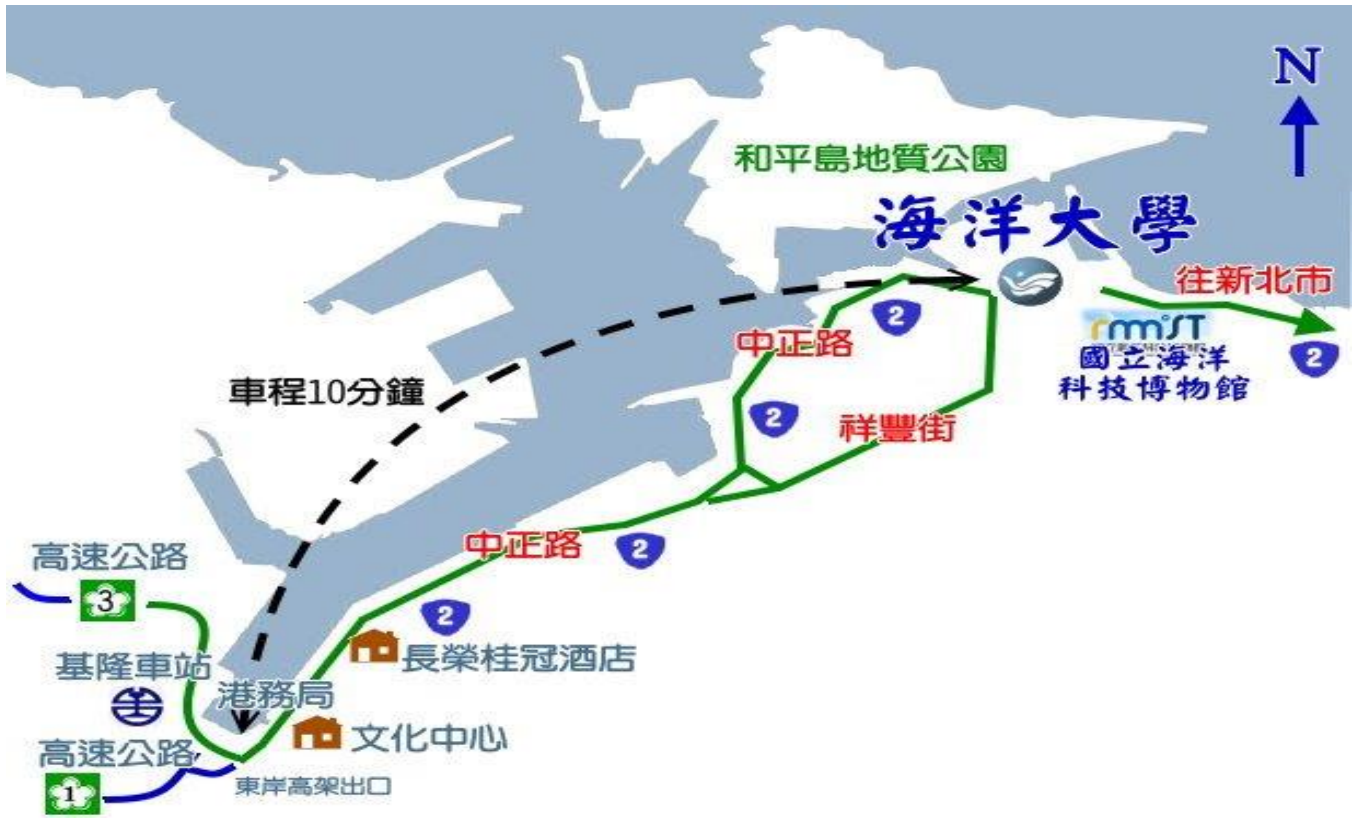 N
和平島地質公園
海洋大學
往新北市
2
rmmiST
中正路
國立海洋
科技博物館
2
車程10分鐘
2
祥豐街
中正路
2
高速公路
3
2
基隆車站
長榮桂冠酒店
港務局
文化中心
高速公路
1
東岸高架出口